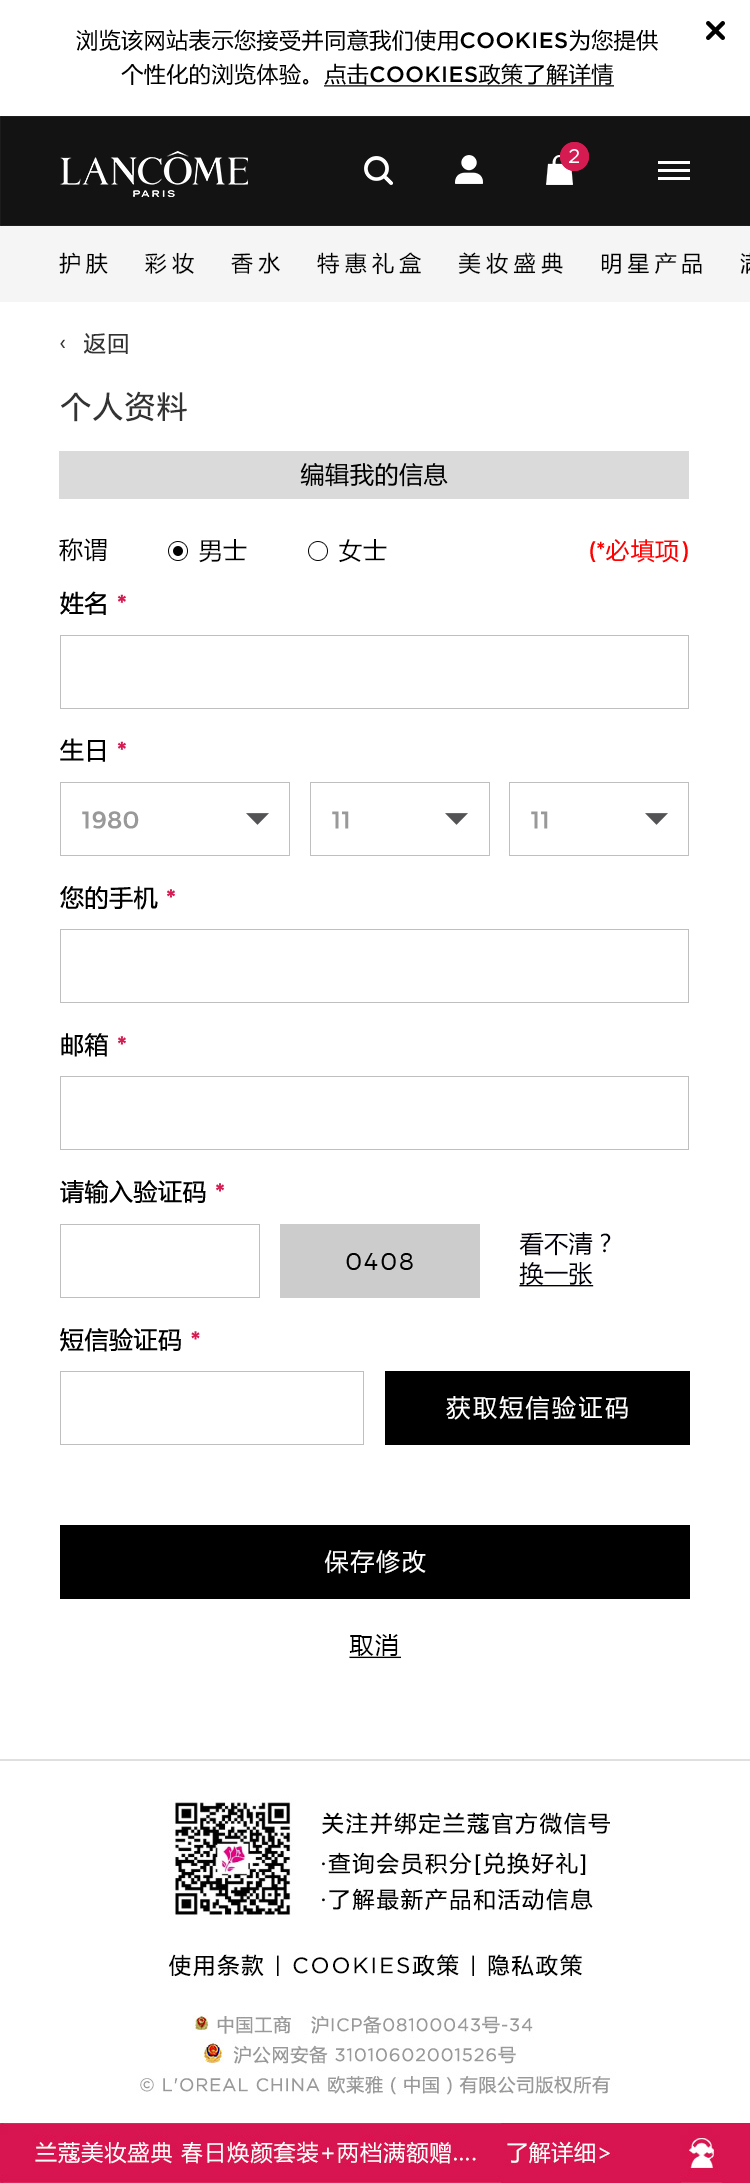 浏览该网站表示您接受并同意我们使用COOKIES为您提供
个性化的浏览体验。点击COOKIES政策了解详情
LANCÔME
PARIS
2
护肤 彩妆 香水 特惠礼盒 美妆盛典 明星产品
‹ 返回
个人资料
编辑我的信息
称谓 男士 女士 (*必填项)
姓名 *
生日 *
1980 11 11
您的手机 *
邮箱 *
请输入验证码 *
0408 看不清？
换一张
短信验证码 *
获取短信验证码
保存修改
取消
关注并绑定兰蔻官方微信号
·查询会员积分[兑换好礼]
·了解最新产品和活动信息
使用条款 | COOKIES政策 | 隐私政策
中国工商 沪ICP备08100043号-34
沪公网安备 31010602001526号
© L'OREAL CHINA 欧莱雅 ( 中国 ) 有限公司版权所有
兰蔻美妆盛典 春日焕颜套装+两档满额赠.... 了解详细>